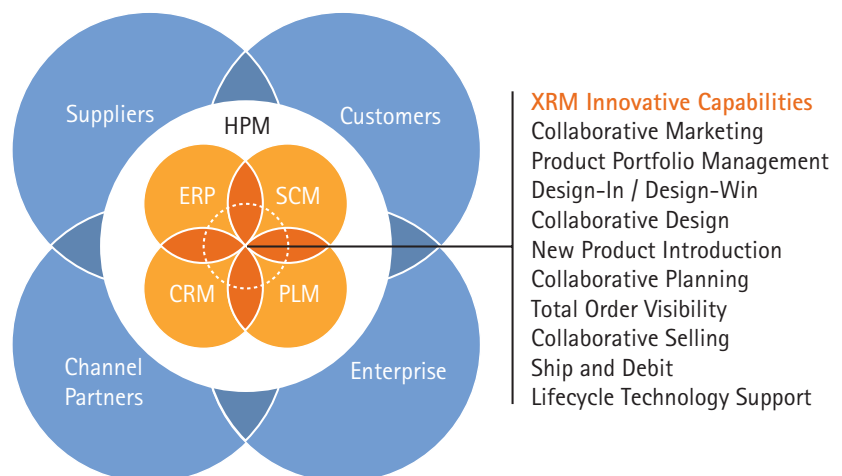 Suppliers
Customers
HPM
ERP
SCM
CRM
PLM
Channel
Partners
Enterprise
XRM Innovative Capabilities
Collaborative Marketing
Product Portfolio Management
Design-In / Design-Win
Collaborative Design
New Product Introduction
Collaborative Planning
Total Order Visibility
Collaborative Selling
Ship and Debit
Lifecycle Technology Support